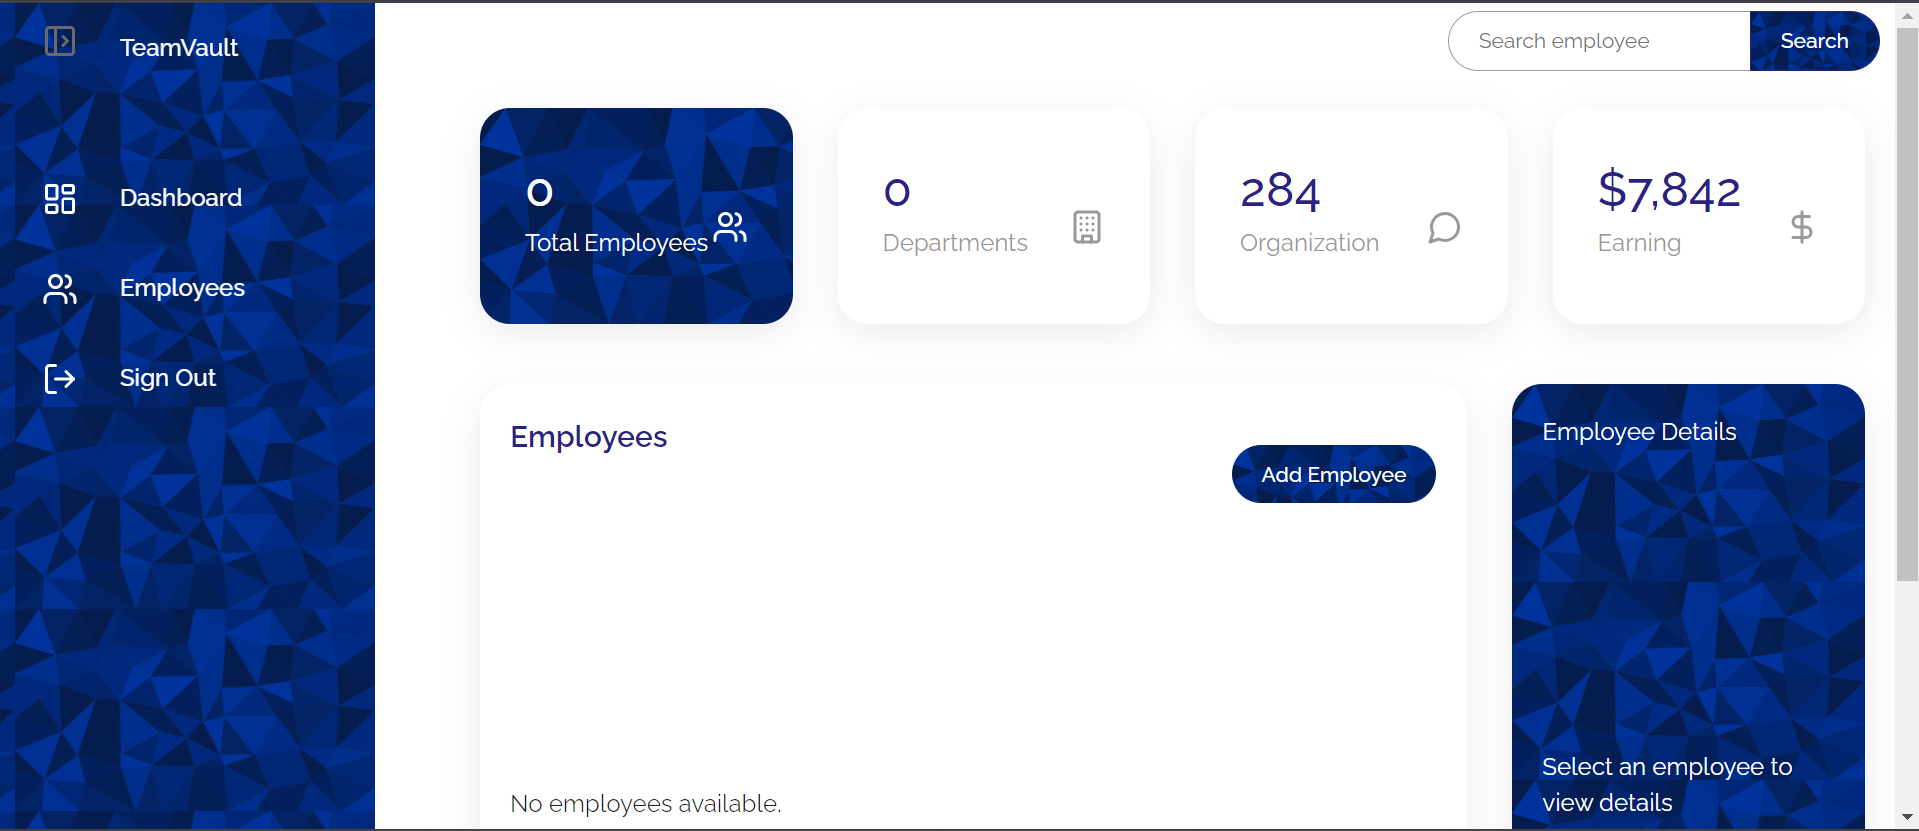 TeamVault
Dashboard
Employees
Sign Out
Search employee
Search
0
Total Employees
0
Departments
284
Organization
$7,842
Earning
Employees
Add Employee
No employees available.
Employee Details
Select an employee to
view details